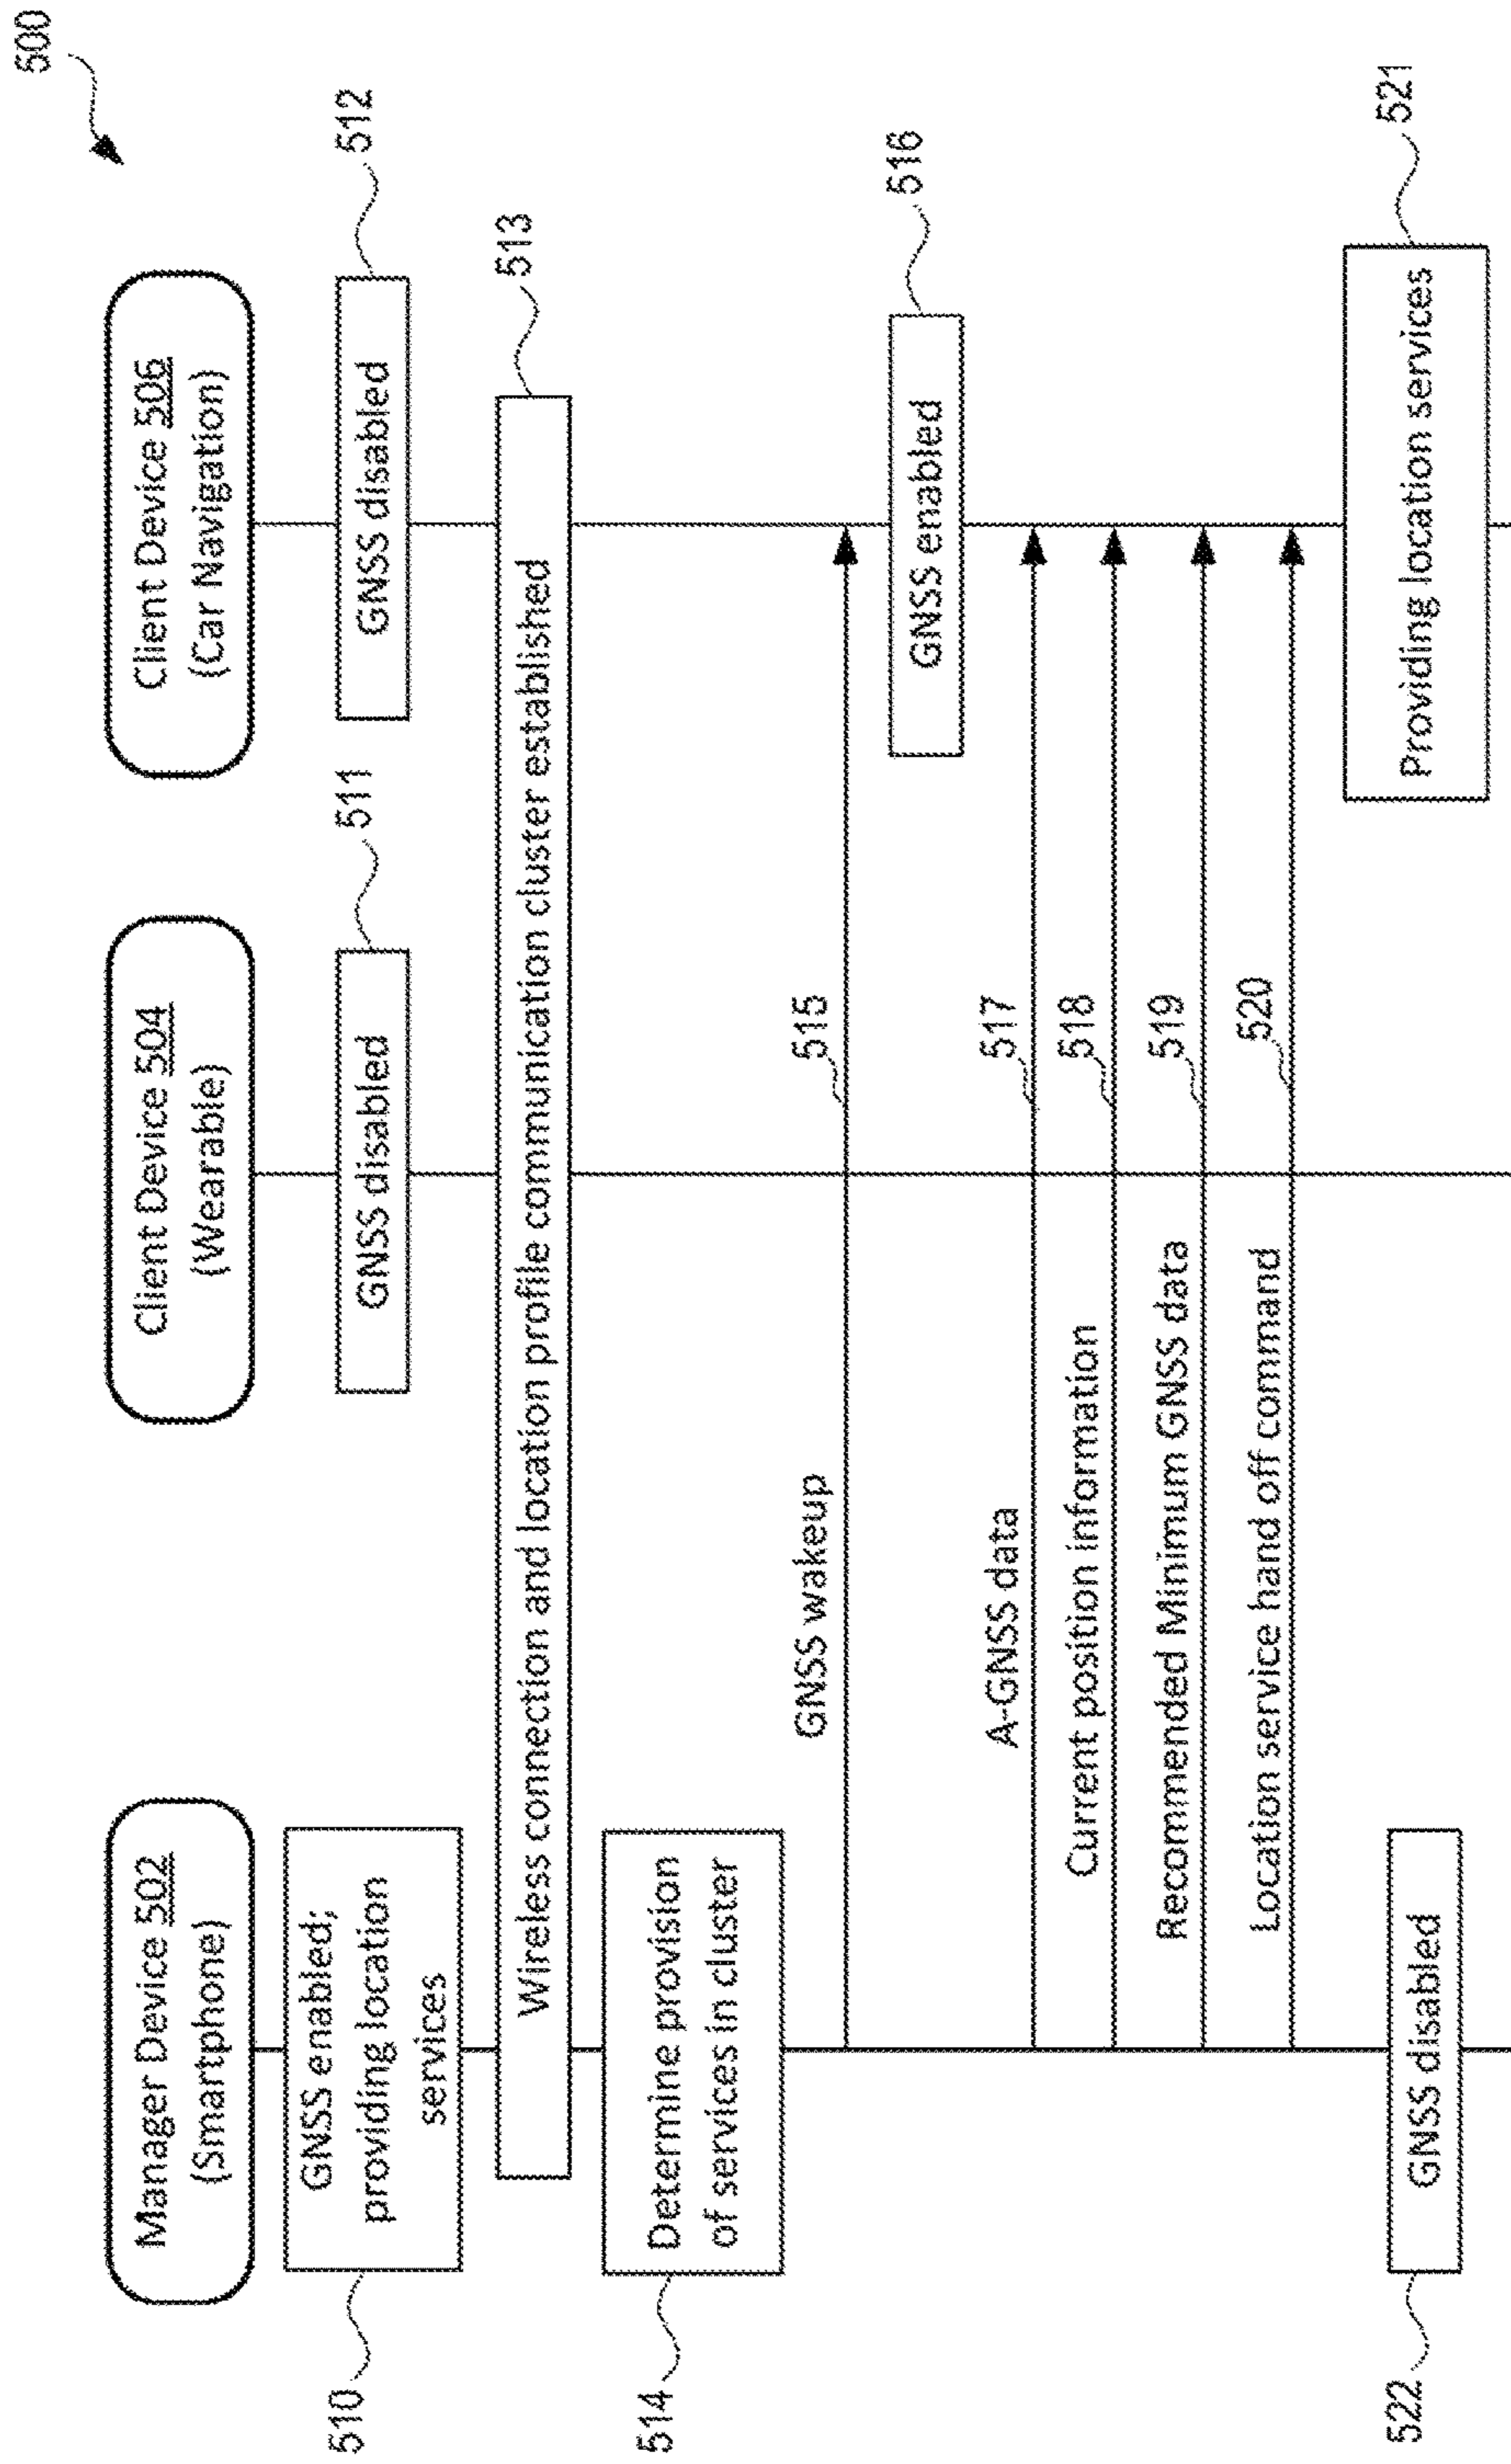 500
Manager Device 502
(Smartphone)
Client Device 504
(Wearable)
Client Device 506
(Car Navigation)
510
GNSS enabled;
providing location
services
GNSS disabled
511
GNSS disabled
512
Wireless connection and location profile communication cluster established
513
514
Determine provision
of services in cluster
GNSS wakeup
515
GNSS enabled
516
A-GNSS data
517
Current position information
518
Recommended Minimum GNSS data
519
Location service hand off command
520
Providing location services
521
522
GNSS disabled